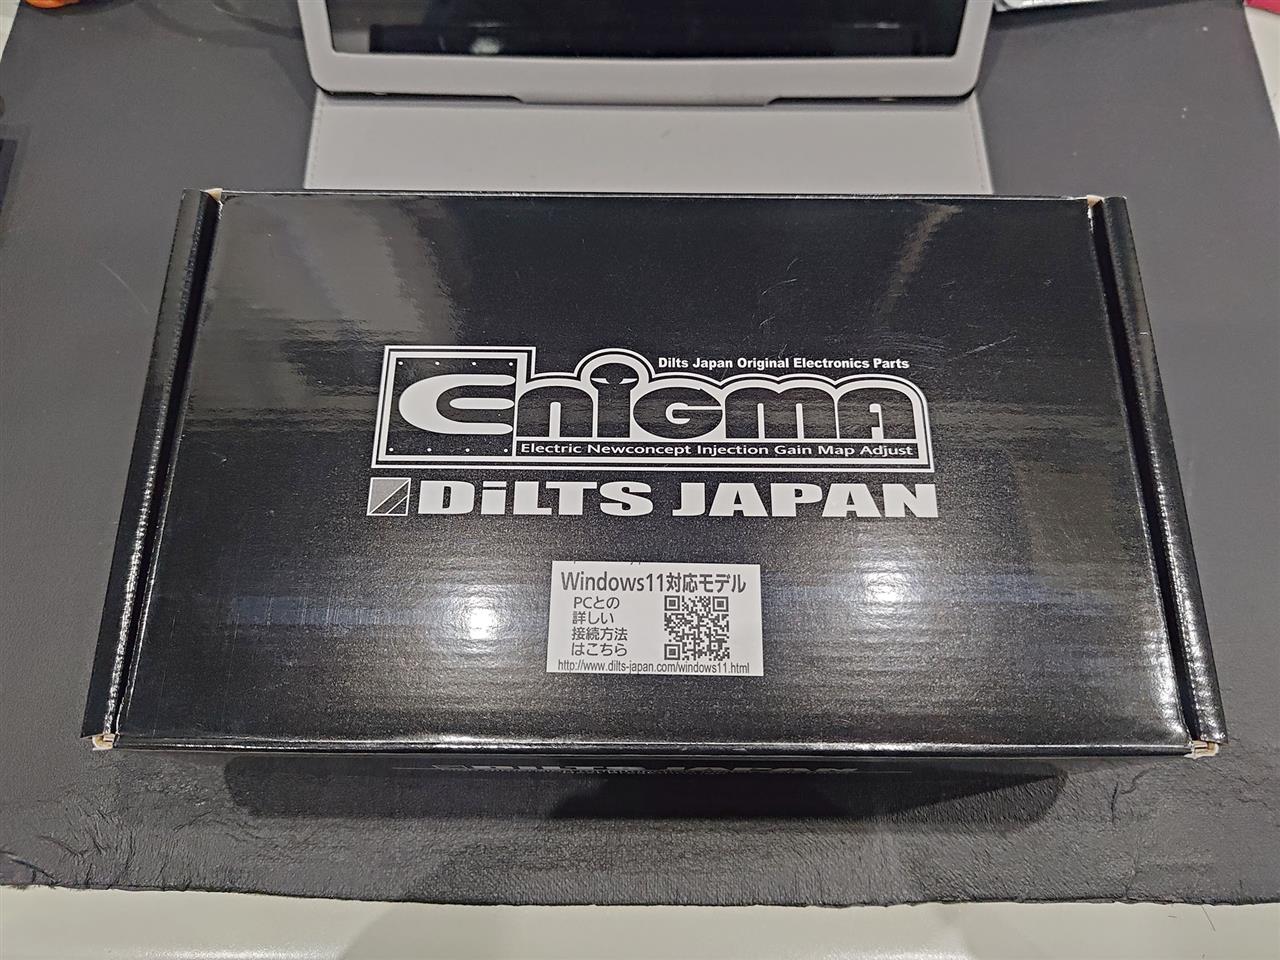 Dilts Japan Original Electronics Parts
EniGMA
Electric Newconcept Injection Gain Map Adjust
DiLTS JAPAN
Windows11対応モデル
PCとの
詳しい
接続方法
はこちら
http://www.dilts-japan.com/windows11.html